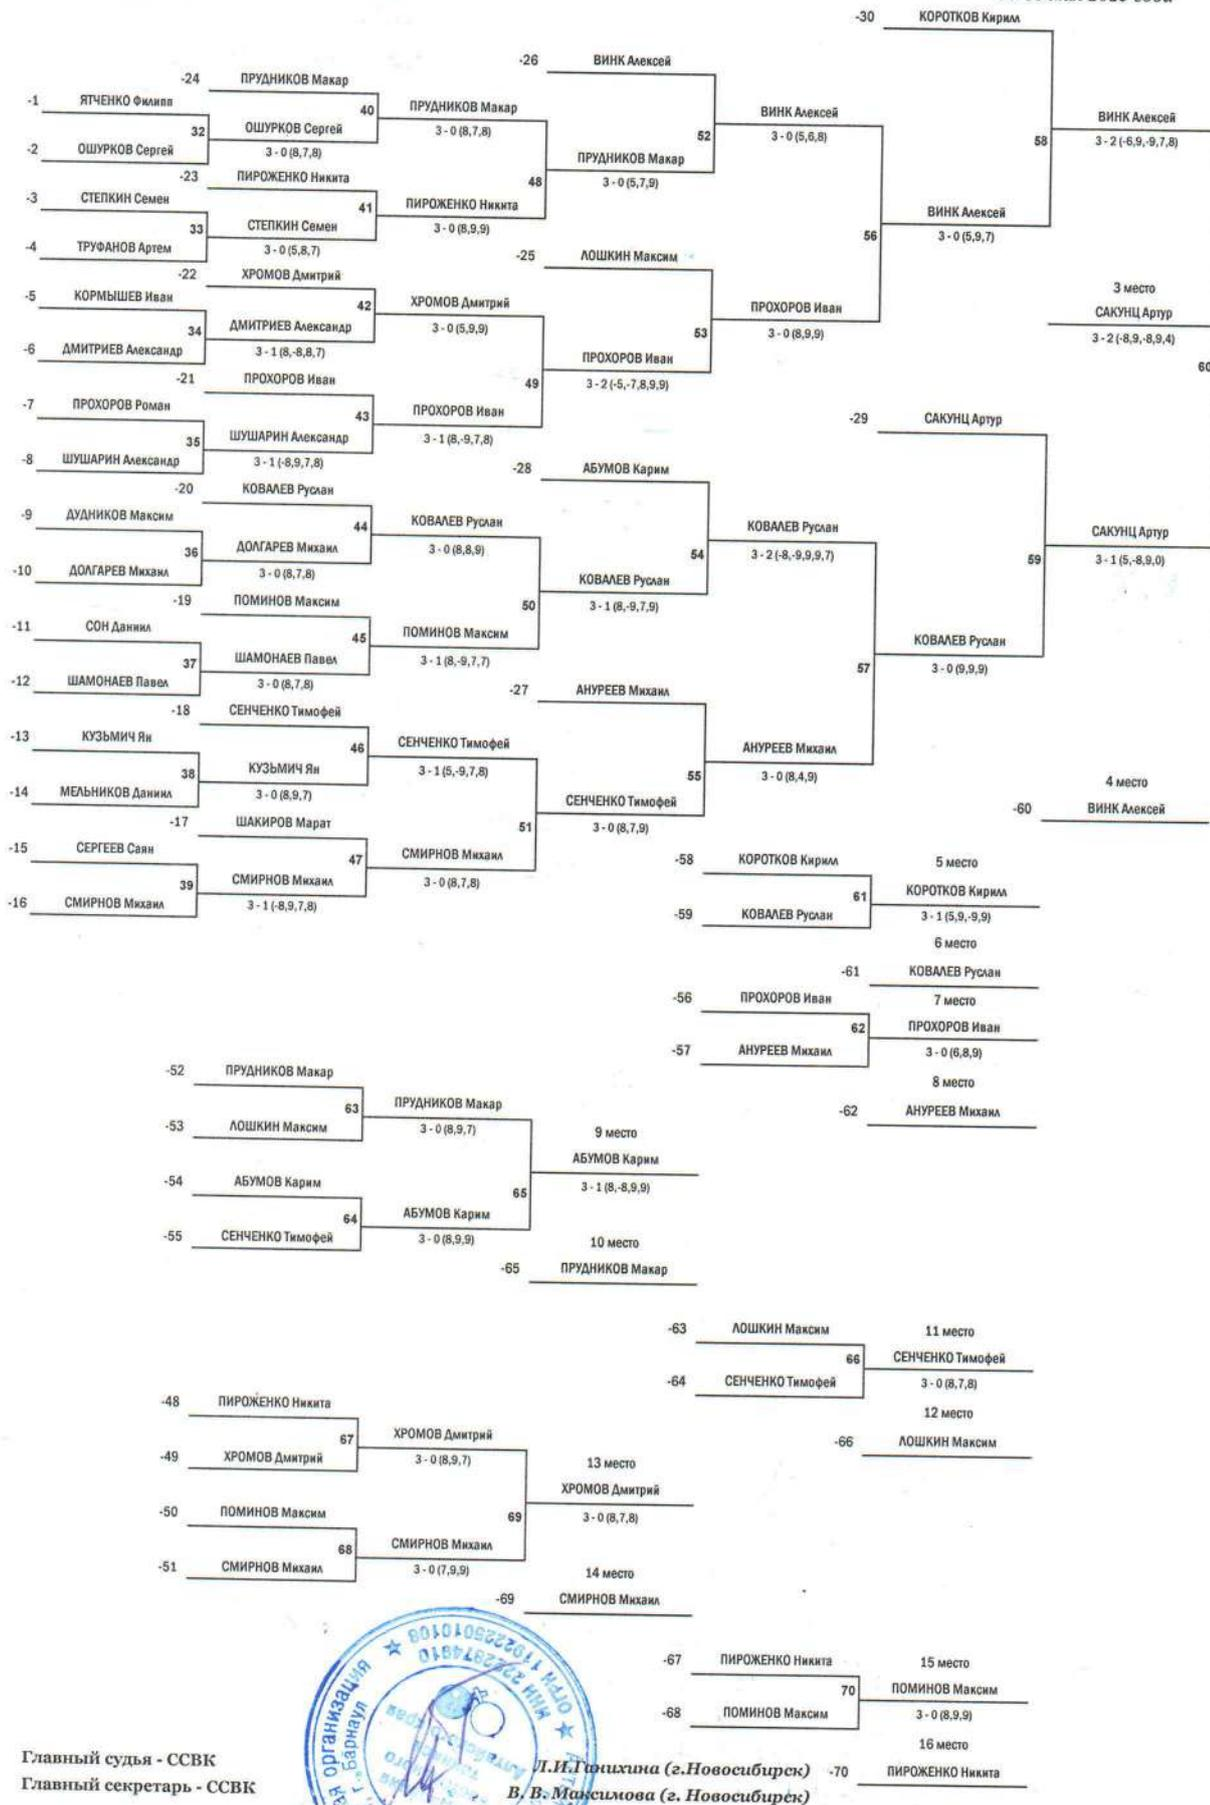 -30 КОРОТКОВ Кирилл
-26 ВИНК Алексей
-24 ПРУДНИКОВ Макар
-1 ЯТЧЕНКО Филипп
40 ПРУДНИКОВ Макар
ВИНК Алексей
ВИНК Алексей
32 ОШУРКОВ Сергей
3 - 0 (8,7,8)
52 3 - 0 (5,6,8)
58 3 - 2 (-6,9,-9,7,8)
-2 ОШУРКОВ Сергей
3 - 0 (8,7,8)
ПРУДНИКОВ Макар
-23 ПИРОЖЕНКО Никита
48 3 - 0 (5,7,9)
-3 СТЕПКИН Семен
41 ПИРОЖЕНКО Никита
ВИНК Алексей
33 СТЕПКИН Семен
3 - 0 (8,9,9)
56 3 - 0 (5,9,7)
-4 ТРУФАНОВ Артем
3 - 0 (5,8,7)
-25 ЛОШКИН Максим
-22 ХРОМОВ Дмитрий
3 место
-5 КОРМЫШЕВ Иван
42 ХРОМОВ Дмитрий
ПРОХОРОВ Иван
САКУНЦ Артур
34 ДМИТРИЕВ Александр
3 - 0 (5,9,9)
53 3 - 0 (8,9,9)
3 - 2 (-8,9,-8,9,4)
-6 ДМИТРИЕВ Александр
3 - 1 (8,-8,8,7)
ПРОХОРОВ Иван
60
-21 ПРОХОРОВ Иван
49 3 - 2 (-5,-7,8,9,9)
-7 ПРОХОРОВ Роман
43 ПРОХОРОВ Иван
-29 САКУНЦ Артур
35 ШУШАРИН Александр
3 - 1 (8,-9,7,8)
-8 ШУШАРИН Александр
3 - 1 (-8,9,7,8)
-28 АБУМОВ Карим
-20 КОВАЛЕВ Руслан
-9 ДУДНИКОВ Максим
44 КОВАЛЕВ Руслан
КОВАЛЕВ Руслан
САКУНЦ Артур
36 ДОЛГАРЕВ Михаил
3 - 0 (8,8,9)
54 3 - 2 (-8,-9,9,9,7)
59 3 - 1 (5,-8,9,0)
-10 ДОЛГАРЕВ Михаил
3 - 0 (8,7,8)
КОВАЛЕВ Руслан
-19 ПОМИНОВ Максим
50 3 - 1 (8,-9,7,9)
-11 СОН Даниил
45 ПОМИНОВ Максим
КОВАЛЕВ Руслан
37 ШАМОНАЕВ Павел
3 - 1 (8,-9,7,7)
57 3 - 0 (9,9,9)
-12 ШАМОНАЕВ Павел
3 - 0 (8,7,8)
-27 АНУРЕЕВ Михаил
-18 СЕНЧЕНКО Тимофей
-13 КУЗЬМИЧ Ян
46 СЕНЧЕНКО Тимофей
АНУРЕЕВ Михаил
38 КУЗЬМИЧ Ян
3 - 1 (5,-9,7,8)
55 3 - 0 (8,4,9)
4 место
-14 МЕЛЬНИКОВ Даниил
3 - 0 (8,9,7)
СЕНЧЕНКО Тимофей
-60 ВИНК Алексей
-17 ШАКИРОВ Марат
51 3 - 0 (8,7,9)
-15 СЕРГЕЕВ Саян
47 СМИРНОВ Михаил
-58 КОРОТКОВ Кирилл
5 место
39 СМИРНОВ Михаил
3 - 0 (8,7,8)
61 КОРОТКОВ Кирилл
-16 СМИРНОВ Михаил
3 - 1 (-8,9,7,8)
-59 КОВАЛЕВ Руслан
3 - 1 (5,9,-9,9)
6 место
-61 КОВАЛЕВ Руслан
-56 ПРОХОРОВ Иван
7 место
62 ПРОХОРОВ Иван
-57 АНУРЕЕВ Михаил
3 - 0 (6,8,9)
-52 ПРУДНИКОВ Макар
8 место
63 ПРУДНИКОВ Макар
-62 АНУРЕЕВ Михаил
-53 ЛОШКИН Максим
3 - 0 (8,9,7)
9 место
АБУМОВ Карим
-54 АБУМОВ Карим
65 3 - 1 (8,-8,9,9)
64 АБУМОВ Карим
-55 СЕНЧЕНКО Тимофей
3 - 0 (8,9,9)
10 место
-65 ПРУДНИКОВ Макар
-63 ЛОШКИН Максим
11 место
66 СЕНЧЕНКО Тимофей
-64 СЕНЧЕНКО Тимофей
3 - 0 (8,7,8)
-48 ПИРОЖЕНКО Никита
12 место
67 ХРОМОВ Дмитрий
-66 ЛОШКИН Максим
-49 ХРОМОВ Дмитрий
3 - 0 (8,9,7)
13 место
ХРОМОВ Дмитрий
-50 ПОМИНОВ Максим
69 3 - 0 (8,7,8)
68 СМИРНОВ Михаил
-51 СМИРНОВ Михаил
3 - 0 (7,9,9)
14 место
-69 СМИРНОВ Михаил
-67 ПИРОЖЕНКО Никита
15 место
70 ПОМИНОВ Максим
-68 ПОМИНОВ Максим
3 - 0 (8,9,9)
16 место
Главный судья - ССВК
Л.И.Ганихина (г.Новосибирск)
-70 ПИРОЖЕНКО Никита
Главный секретарь - ССВК
В. В. Максимова (г. Новосибирск)
организация
г. Барнаул